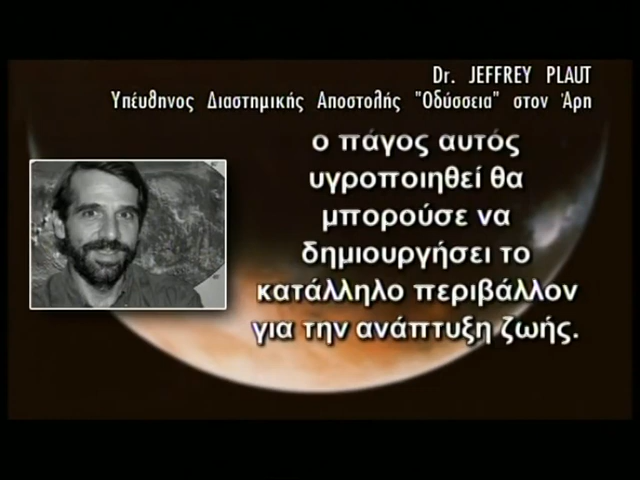 Dr. JEFFREY PLAUT
Υπέυθηνος Διαστημικής Αποστολής "Οδύσσεια" στον Άρη
ο πάγος αυτός
υγροποιηθεί θα
μπορούσε να
δημιουργήσει το
κατάλληλο περιβάλλον
για την ανάπτυξη ζωής.